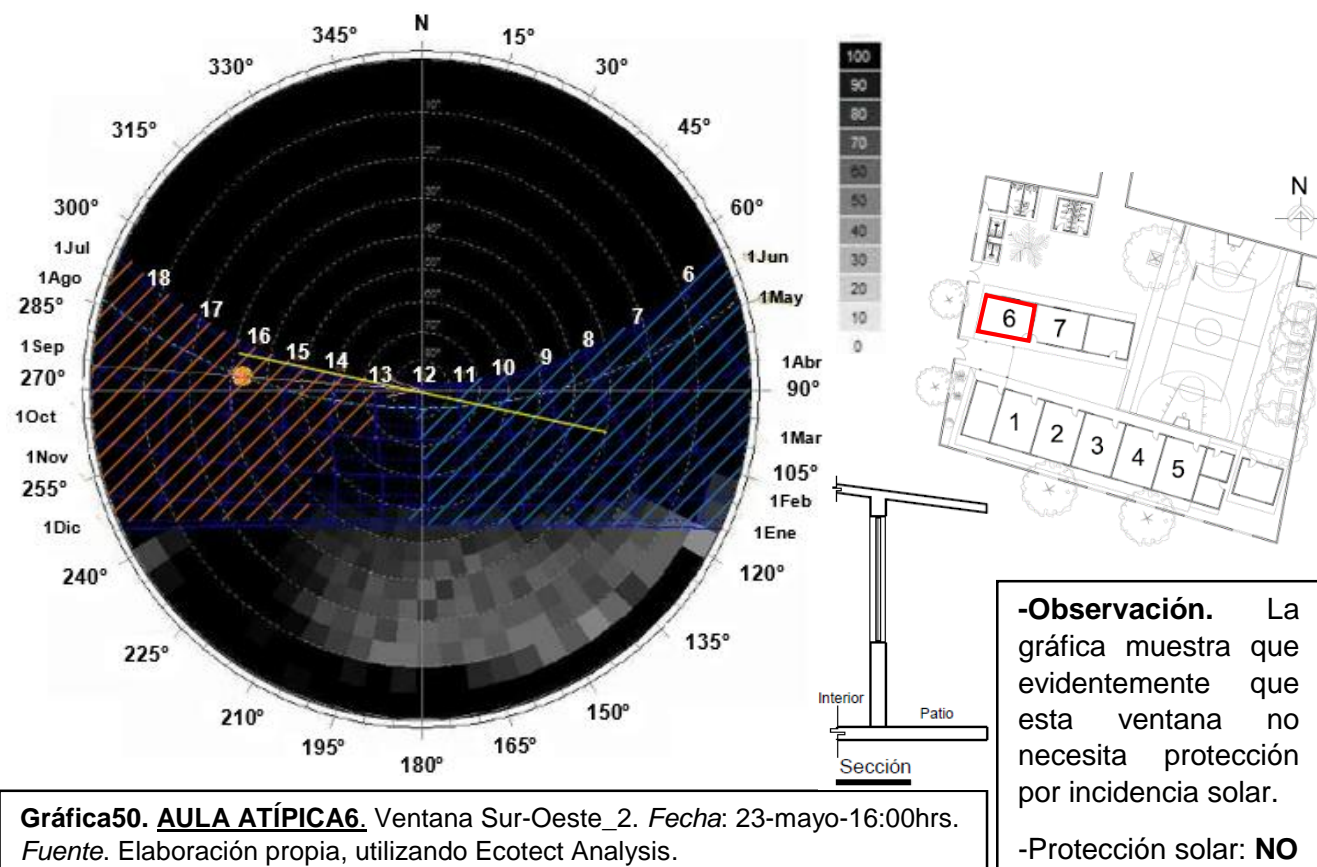 N
345°
15°
330°
30°
315°
45°
300°
60°
1Jul
1Jun
1Ago
285°
1May
1Sep
270°
1Abr
90°
1Oct
1Mar
1Nov
255°
105°
1Feb
1Dic
1Ene
240°
120°
225°
135°
210°
150°
195°
165°
180°
18
17
16
15
14
13
12
11
10
9
8
7
6
10°
100
90
80
70
60
50
40
30
20
10
0
N
6
7
1
2
3
4
5
Interior
Patio
Sección
-Observación. La
gráfica muestra que
evidentemente que
esta ventana no
necesita protección
por incidencia solar.
-Protección solar: NO
Gráfica50. AULA ATÍPICA6. Ventana Sur-Oeste_2. Fecha: 23-mayo-16:00hrs.
Fuente. Elaboración propia, utilizando Ecotect Analysis.